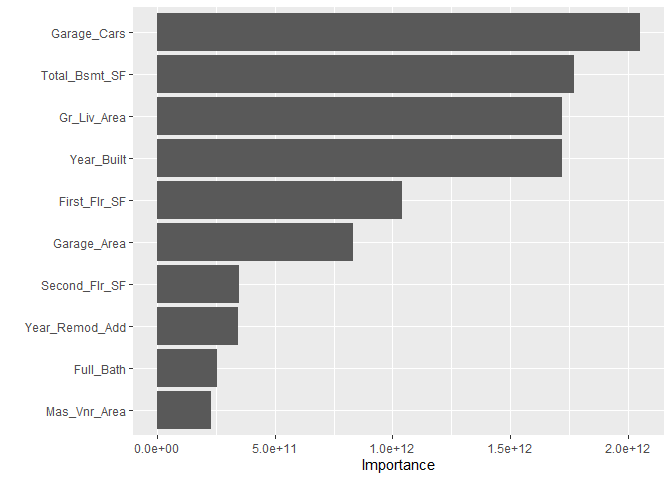 Garage_Cars
Total_Bsmt_SF
Gr_Liv_Area
Year_Built
First_Flr_SF
Garage_Area
Second_Flr_SF
Year_Remod_Add
Full_Bath
Mas_Vnr_Area
0.0e+00 5.0e+11 1.0e+12 1.5e+12 2.0e+12
Importance